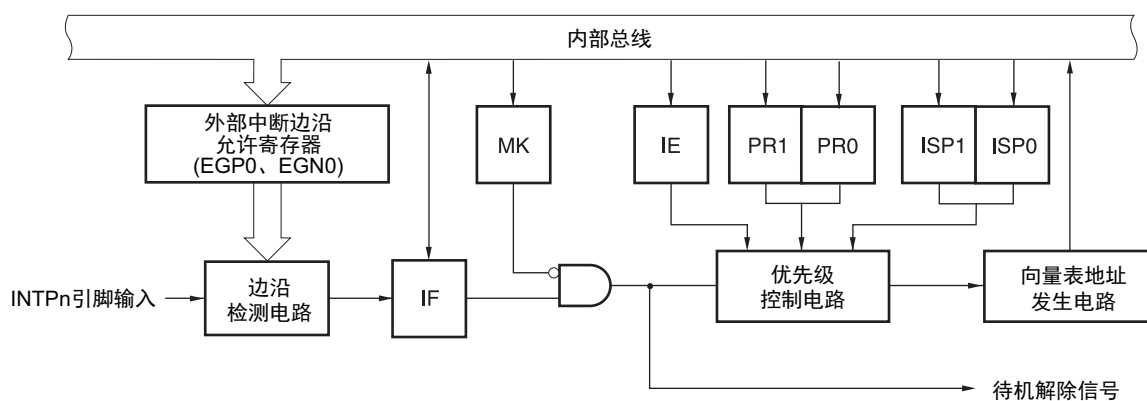 内部总线
外部中断边沿
允许寄存器
(EGP0、EGN0)
MK
IE
PR1
PR0
ISP1
ISP0
INTPn引脚输入
边沿
检测电路
IF
优先级
控制电路
向量表地址
发生电路
待机解除信号